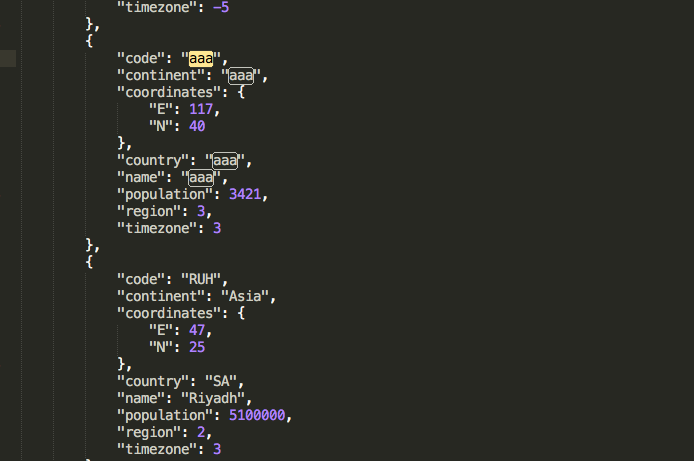 "timezone": -5
},
{
"code": "aaa",
"continent": "aaa",
"coordinates": {
"E": 117,
"N": 40
},
"country": "aaa",
"name": "aaa",
"population": 3421,
"region": 3,
"timezone": 3
},
{
"code": "RUH",
"continent": "Asia",
"coordinates": {
"E": 47,
"N": 25
},
"country": "SA",
"name": "Riyadh",
"population": 5100000,
"region": 2,
"timezone": 3